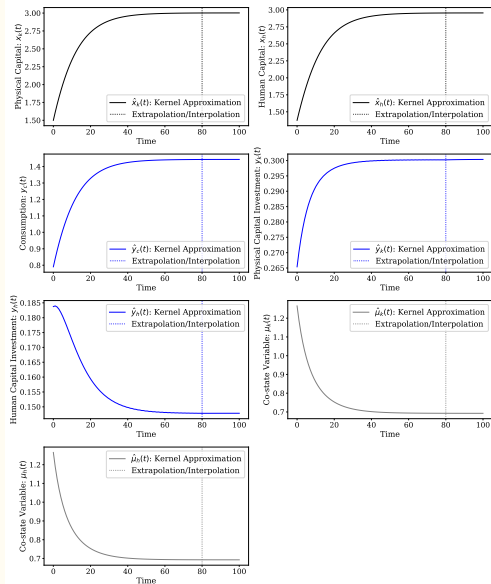 Physical Capital: x_k(t)
3.00
2.75
2.50
2.25
2.00
1.75
1.50
x̂_k(t): Kernel Approximation
Extrapolation/Interpolation
0 20 40 60 80 100
Time
Human Capital: x_h(t)
3.00
2.75
2.50
2.25
2.00
1.75
1.50
x̂_h(t): Kernel Approximation
Extrapolation/Interpolation
0 20 40 60 80 100
Time
Consumption: y_c(t)
1.4
1.3
1.2
1.1
1.0
0.9
0.8
ŷ_c(t): Kernel Approximation
Extrapolation/Interpolation
0 20 40 60 80 100
Time
Physical Capital Investment: y_k(t)
0.300
0.295
0.290
0.285
0.280
0.275
0.270
0.265
ŷ_k(t): Kernel Approximation
Extrapolation/Interpolation
0 20 40 60 80 100
Time
Human Capital Investment: y_h(t)
0.185
0.180
0.175
0.170
0.165
0.160
0.155
0.150
ŷ_h(t): Kernel Approximation
Extrapolation/Interpolation
0 20 40 60 80 100
Time
Co-state Variable: μ_k(t)
1.2
1.1
1.0
0.9
0.8
0.7
μ̂_k(t): Kernel Approximation
Extrapolation/Interpolation
0 20 40 60 80 100
Time
Co-state Variable: μ_h(t)
1.2
1.1
1.0
0.9
0.8
0.7
μ̂_h(t): Kernel Approximation
Extrapolation/Interpolation
0 20 40 60 80 100
Time